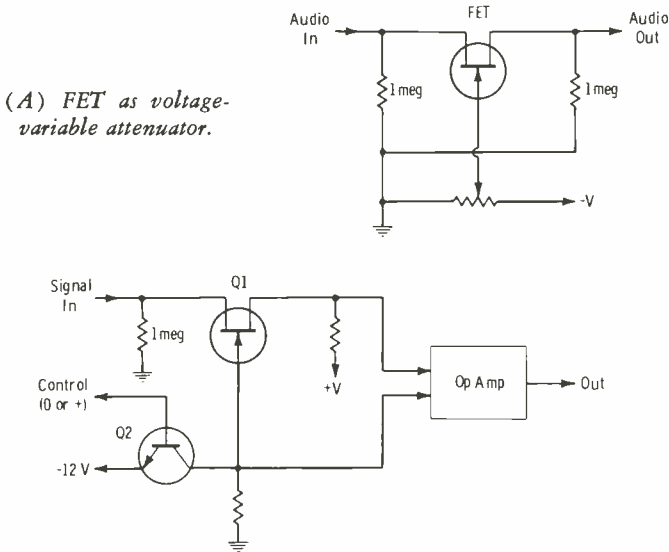 Audio
In
FET
Audio
Out
1meg
1meg
(A) FET as voltage-
variable attenuator.
-V
Signal
In
Q1
1meg
+V
Control
(0 or +)
Op Amp
Out
Q2
-12 V